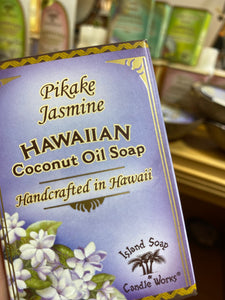 Pikake
Jasmine
HAWAIIAN
Coconut Oil Soap
Handcrafted in Hawaii
Island Soap
&
Candle Works®